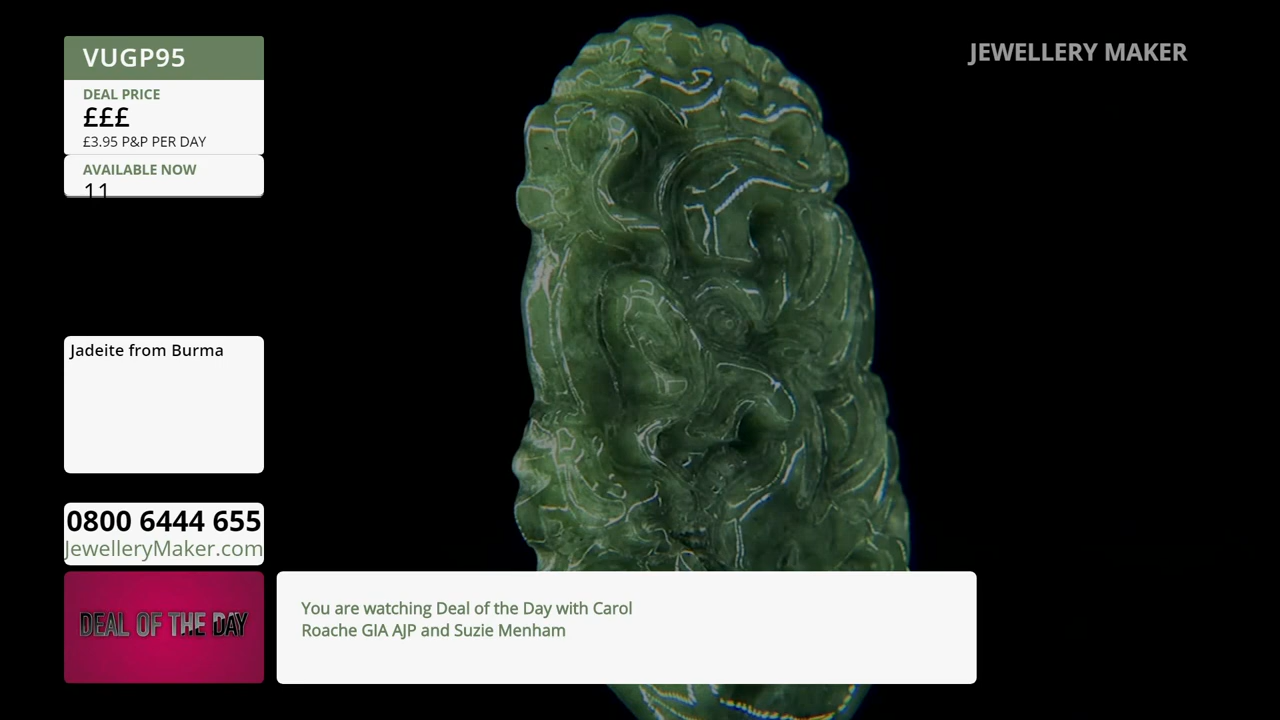 VUGP95
DEAL PRICE
£££
£3.95 P&P PER DAY
AVAILABLE NOW
11
JEWELLERY MAKER
Jadeite from Burma
0800 6444 655
JewelleryMaker.com
DEAL OF THE DAY
You are watching Deal of the Day with Carol
Roache GIA AJP and Suzie Menham